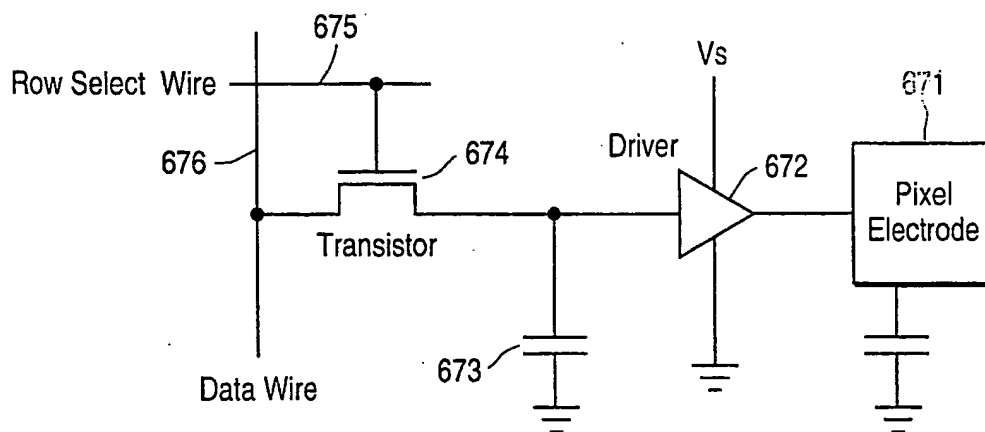 675
Row Select Wire
676
674
Transistor
Data Wire
673
Vs
Driver
672
671
Pixel
Electrode